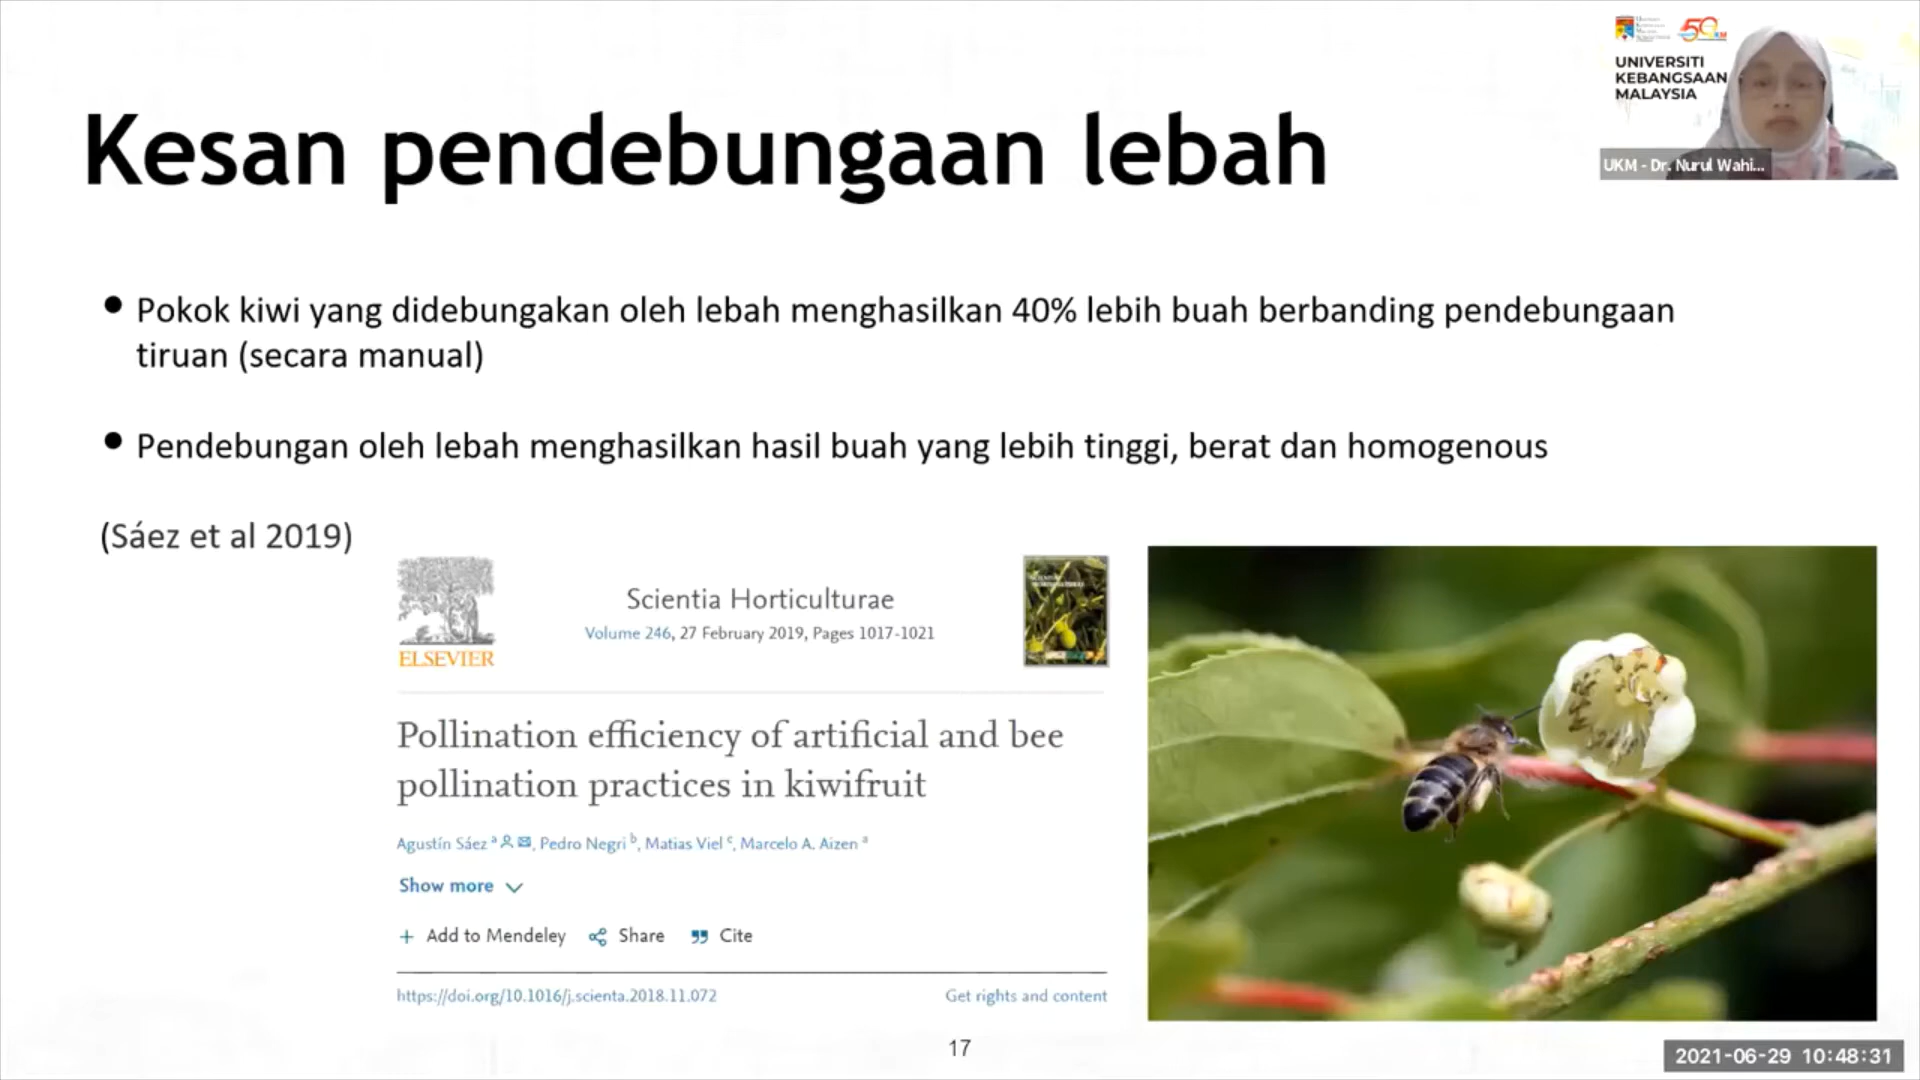 UNIVERSITI
KEBANGSAAN
MALAYSIA
UKM - Dr. Nurul Wahi...
Kesan pendebungaan lebah
• Pokok kiwi yang didebungakan oleh lebah menghasilkan 40% lebih buah berbanding pendebungaan
tiruan (secara manual)
• Pendebungan oleh lebah menghasilkan hasil buah yang lebih tinggi, berat dan homogenous
(Sáez et al 2019)
ELSEVIER
Scientia Horticulturae
Volume 246, 27 February 2019, Pages 1017-1021
Pollination efficiency of artificial and bee
pollination practices in kiwifruit
Agustín Sáez a, Pedro Negri b, Matias Viel c, Marcelo A. Aizen a
Show more
+ Add to Mendeley Share Cite
https://doi.org/10.1016/j.scienta.2018.11.072 Get rights and content
17
2021-06-29 10:48:31